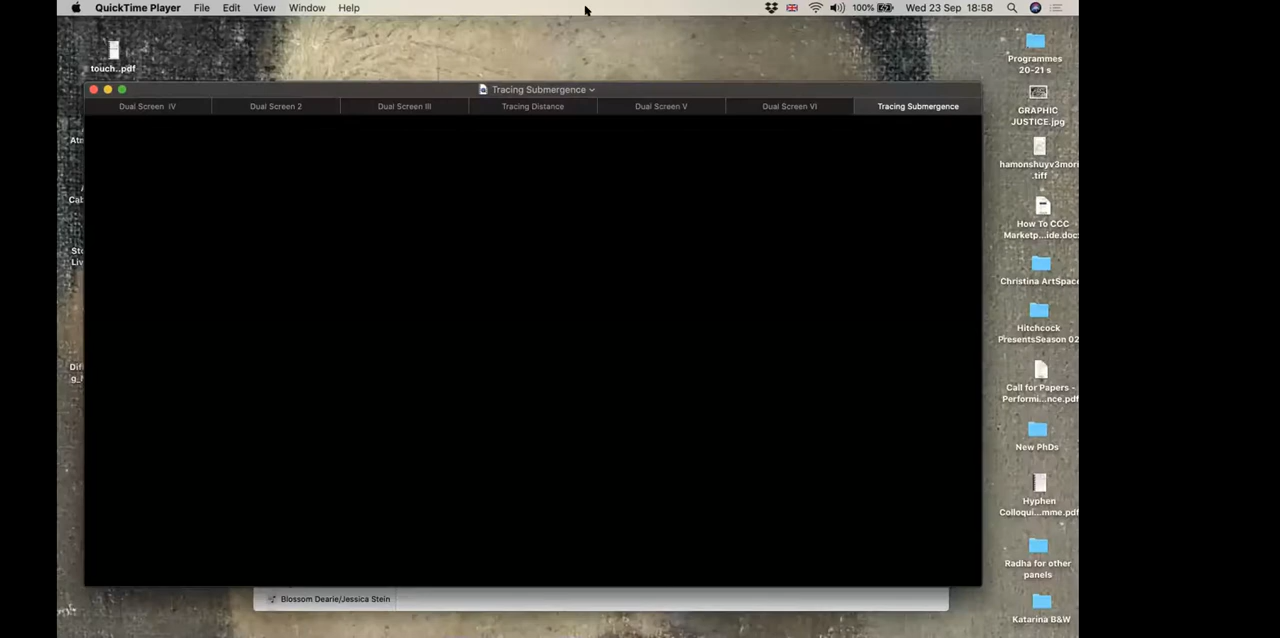 QuickTime Player File Edit View Window Help 100% Wed 23 Sep 18:58
touch..pdf
Tracing Submergence
Dual Screen IV Dual Screen 2 Dual Screen III Tracing Distance Dual Screen V Dual Screen VI Tracing Submergence
Programmes
20-21 s
GRAPHIC
JUSTICE.jpg
hamonshuyv3mori
.tiff
How To CCC
Marketp...ide.doc
Christina ArtSpace
Hitchcock
PresentsSeason 02
Call for Papers -
Performi...nce.pdf
New PhDs
Hyphen
Colloqui...mme.pdf
Radha for other
panels
Katarina B&W
Blossom Dearie/Jessica Stein